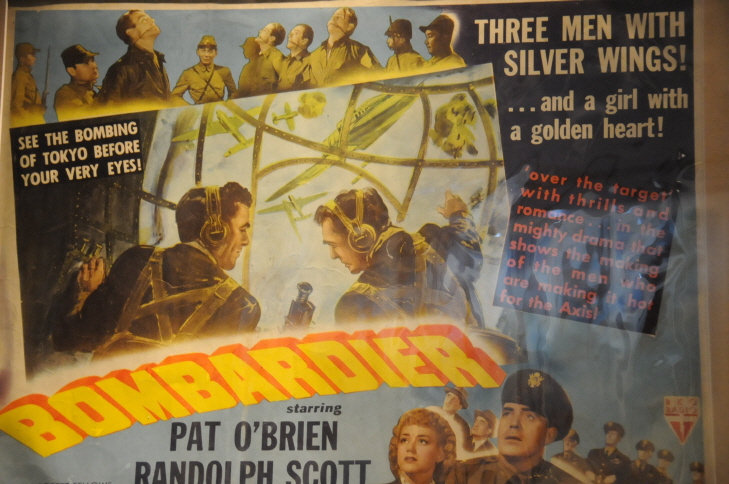 THREE MEN WITH
SILVER WINGS!
...and a girl with
a golden heart!
SEE THE BOMBING
OF TOKYO BEFORE
YOUR VERY EYES!
over the target
with thrills and
romance... in the
mighty drama that
shows the making
of the men who
are making it hot
for the Axis!
BOMBARDIER
starring
PAT O'BRIEN
RANDOLPH SCOTT